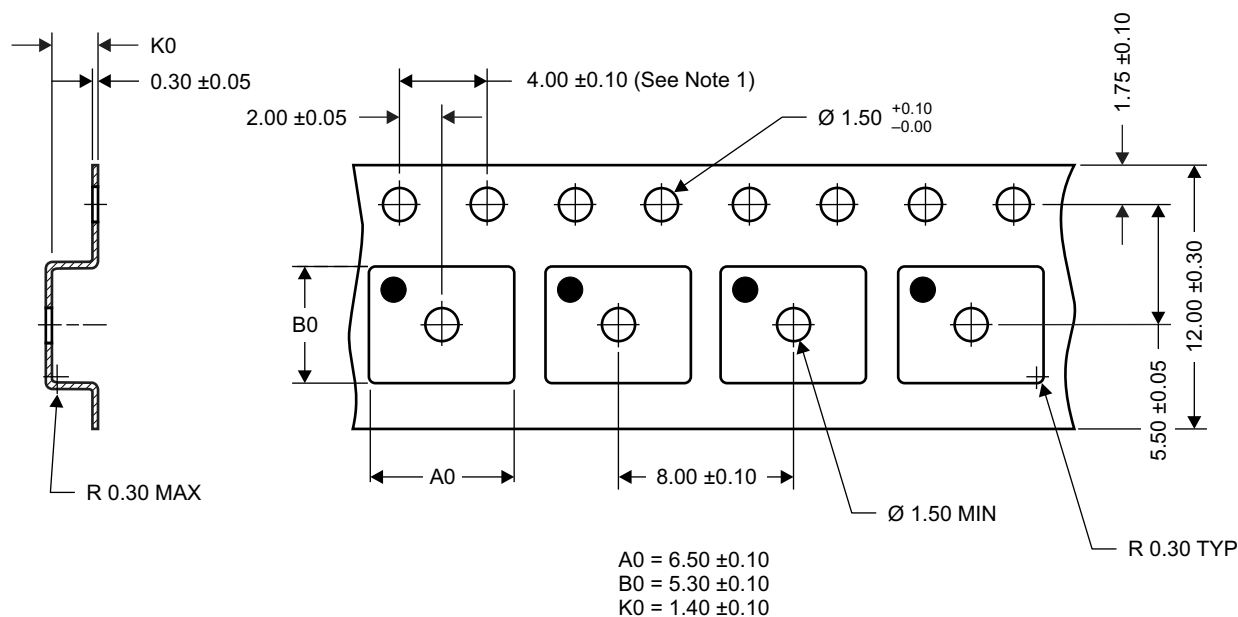 K0
0.30 ±0.05
4.00 ±0.10 (See Note 1)
2.00 ±0.05
Ø 1.50 +0.10 –0.00
1.75 ±0.10
12.00 ±0.30
5.50 ±0.05
B0
A0
8.00 ±0.10
R 0.30 MAX
Ø 1.50 MIN
R 0.30 TYP
A0 = 6.50 ±0.10
B0 = 5.30 ±0.10
K0 = 1.40 ±0.10